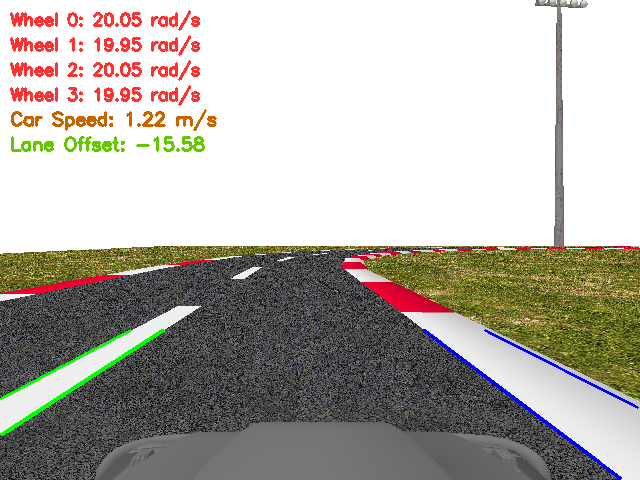 Wheel 0: 20.05 rad/s
Wheel 1: 19.95 rad/s
Wheel 2: 20.05 rad/s
Wheel 3: 19.95 rad/s
Car Speed: 1.22 m/s
Lane Offset: -15.58